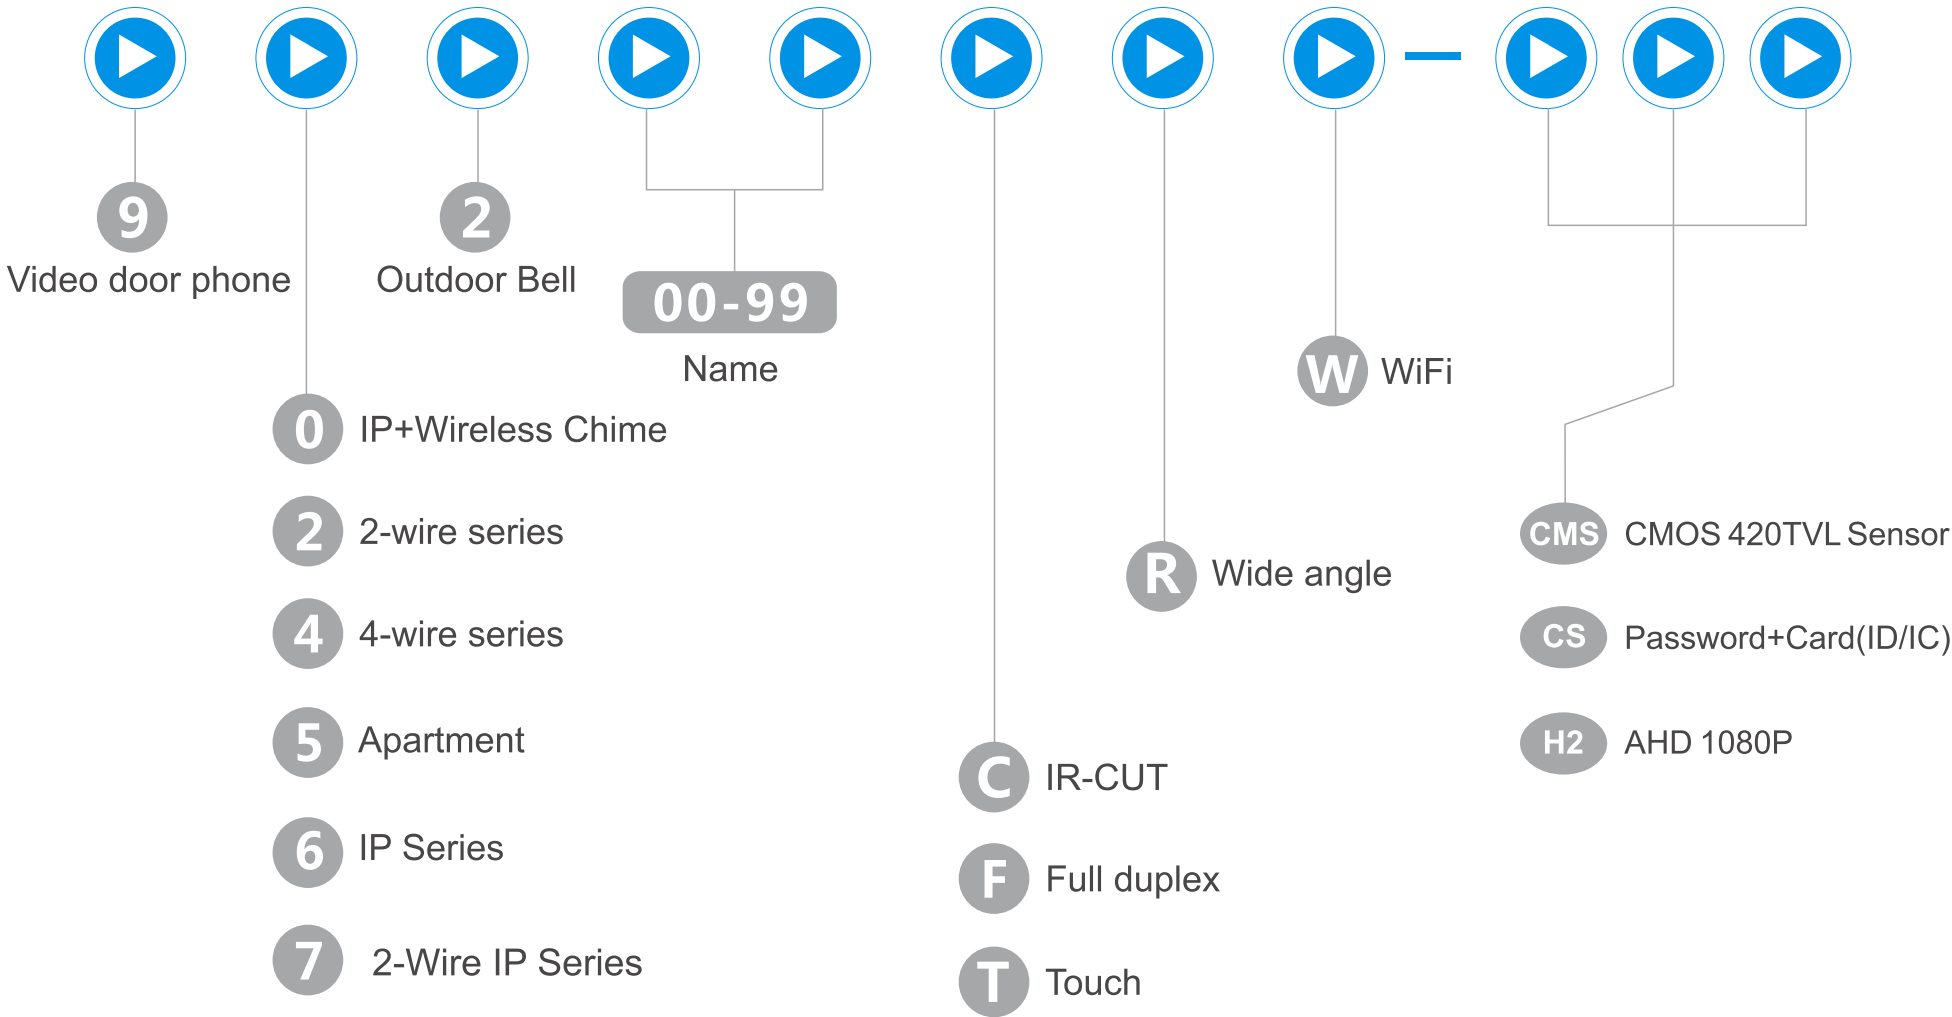 9
Video door phone
2
Outdoor Bell
00-99
Name
W WiFi
0 IP+Wireless Chime
2 2-wire series
4 4-wire series
5 Apartment
6 IP Series
7 2-Wire IP Series
C IR-CUT
F Full duplex
T Touch
R Wide angle
CMS CMOS 420TVL Sensor
CS Password+Card(ID/IC)
H2 AHD 1080P